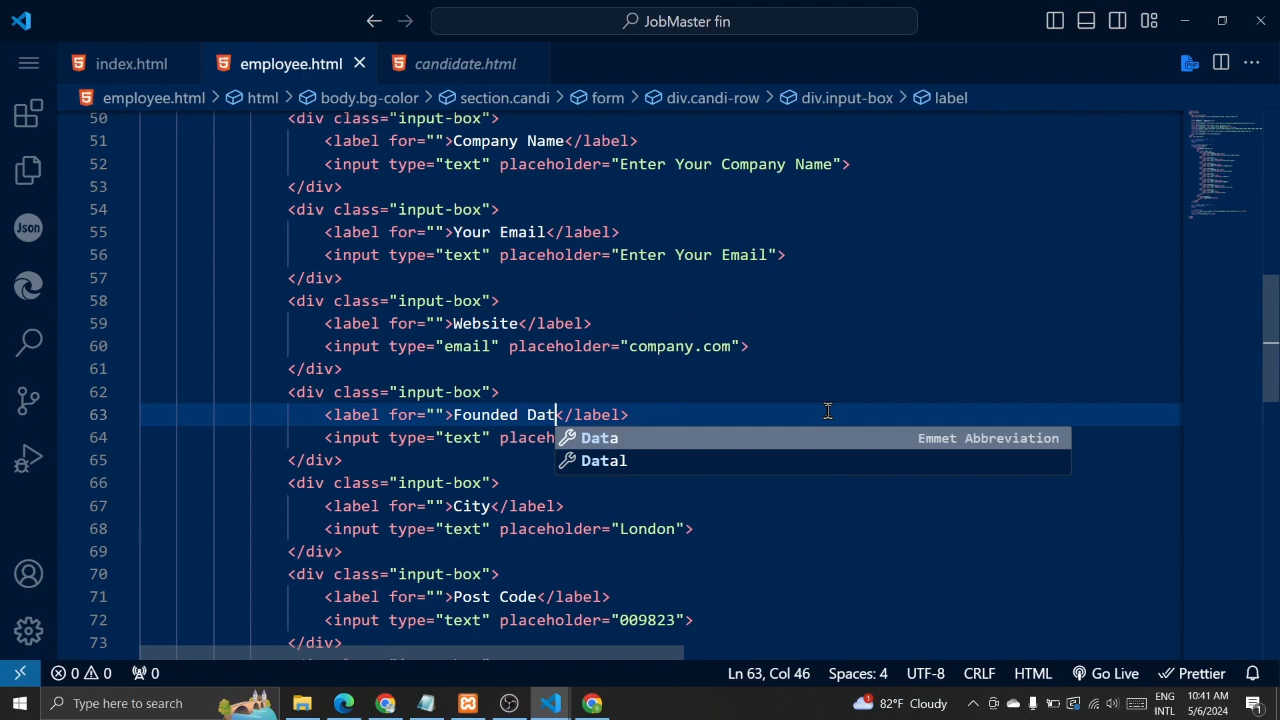 JobMaster fin
index.html
employee.html
candidate.html
employee.html > html > body.bg-color > section.candi > form > div.candi-row > div.input-box > label
50 <div class="input-box">
51 <label for="">Company Name</label>
52 <input type="text" placeholder="Enter Your Company Name">
53 </div>
54 <div class="input-box">
55 <label for="">Your Email</label>
56 <input type="text" placeholder="Enter Your Email">
57 </div>
58 <div class="input-box">
59 <label for="">Website</label>
60 <input type="email" placeholder="company.com">
61 </div>
62 <div class="input-box">
63 <label for="">Founded Dat</label>
64 <input type="text" placeh
Data Emmet Abbreviation
Datal
65 </div>
66 <div class="input-box">
67 <label for="">City</label>
68 <input type="text" placeholder="London">
69 </div>
70 <div class="input-box">
71 <label for="">Post Code</label>
72 <input type="text" placeholder="009823">
73 </div>
Json
PHP
0 0 0 Ln 63, Col 46 Spaces: 4 UTF-8 CRLF HTML Go Live Prettier
Type here to search
82°F Cloudy
ENG
INTL
10:41 AM
5/6/2024